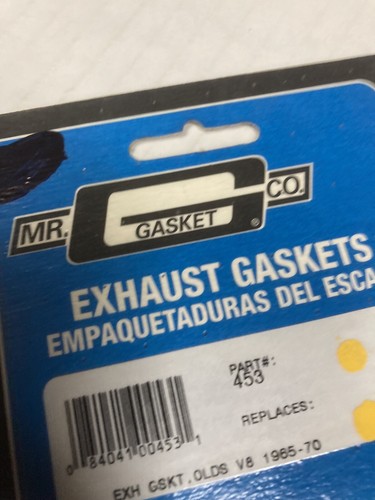 MR. GASKET CO.
®
EXHAUST GASKETS
EMPAQUETADURAS DEL ESCA
PART#:
453
REPLACES:
0 84041 00453 1
EXH GSKT,OLDS V8 1965-70